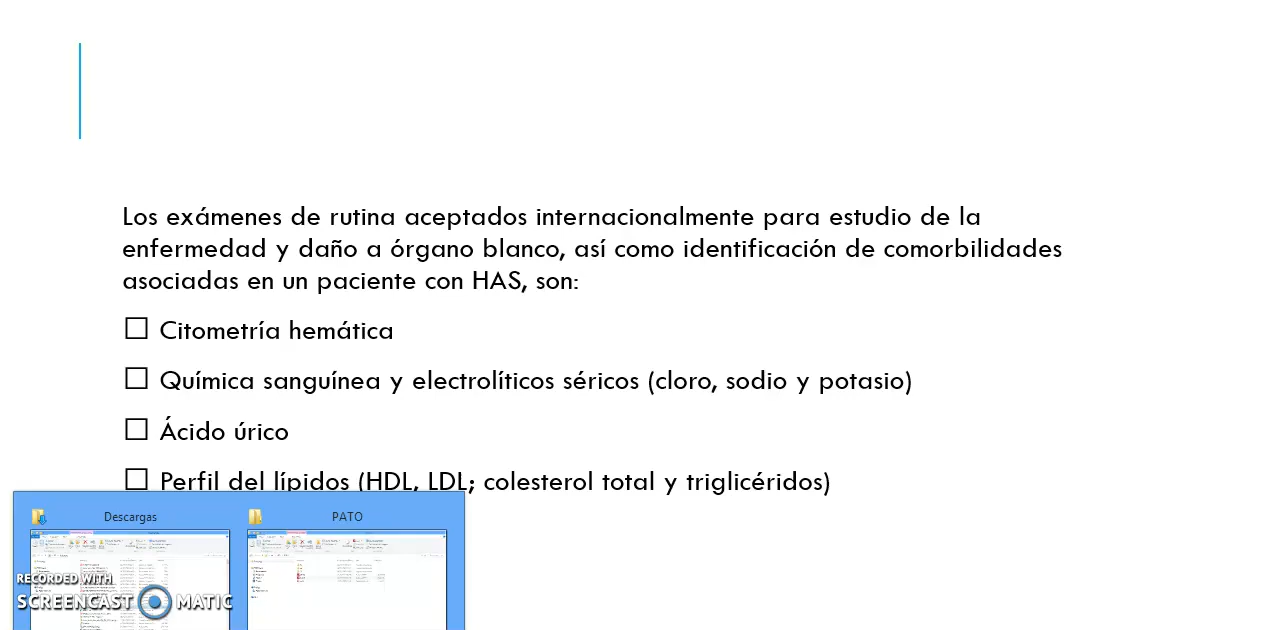 Los exámenes de rutina aceptados internacionalmente para estudio de la
enfermedad y daño a órgano blanco, así como identificación de comorbilidades
asociadas en un paciente con HAS, son:
☐ Citometría hemática
☐ Química sanguínea y electrolíticos séricos (cloro, sodio y potasio)
☐ Ácido úrico
☐ Perfil del lípidos (HDL, LDL; colesterol total y triglicéridos)
Descargas
PATO
RECORDED WITH
SCREENCAST MATIC